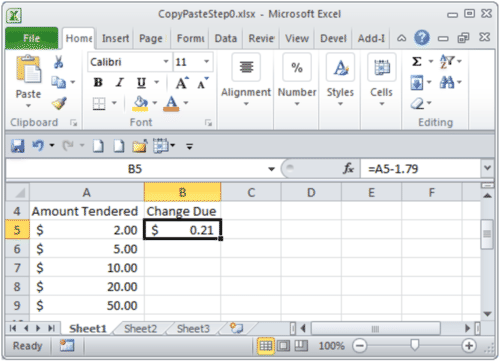 CopyPasteStep0.xlsx - Microsoft Excel
File Home Insert Page Formu Data Revie View Devel Add-I
Paste
Calibri 11
B I U A A
Alignment
%
Number
A
Styles
Cells
Σ
Clipboard Font Editing
B5 fx =A5-1.79
A B C D E F
4 Amount Tendered Change Due
5 $ 2.00 $ 0.21
6 $ 5.00
7 $ 10.00
8 $ 20.00
9 $ 50.00
Sheet1 Sheet2 Sheet3
Ready 100%